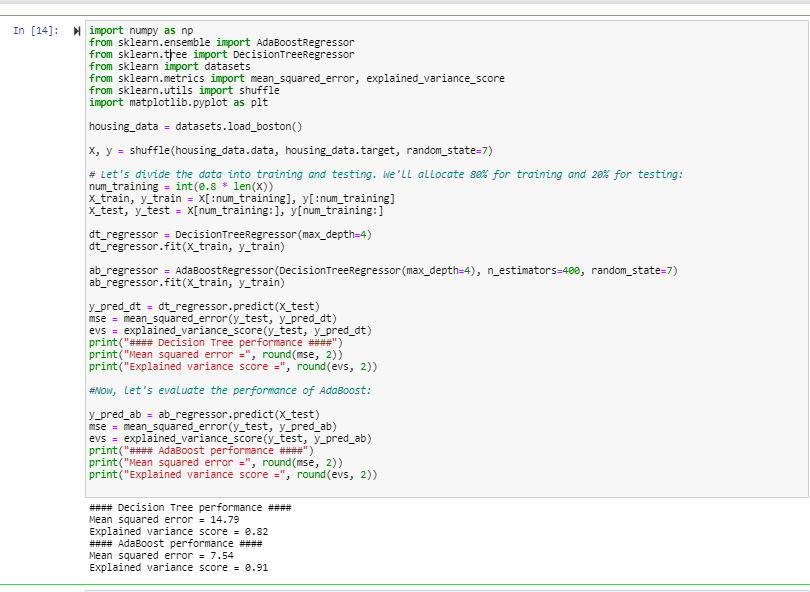 In [14]:
import numpy as np
from sklearn.ensemble import AdaBoostRegressor
from sklearn.tree import DecisionTreeRegressor
from sklearn import datasets
from sklearn.metrics import mean_squared_error, explained_variance_score
from sklearn.utils import shuffle
import matplotlib.pyplot as plt

housing_data = datasets.load_boston()

X, y = shuffle(housing_data.data, housing_data.target, random_state=7)

# Let's divide the data into training and testing. We'll allocate 80% for training and 20% for testing:
num_training = int(0.8 * len(X))
X_train, y_train = X[:num_training], y[:num_training]
X_test, y_test = X[num_training:], y[num_training:]

dt_regressor = DecisionTreeRegressor(max_depth=4)
dt_regressor.fit(X_train, y_train)

ab_regressor = AdaBoostRegressor(DecisionTreeRegressor(max_depth=4), n_estimators=400, random_state=7)
ab_regressor.fit(X_train, y_train)

y_pred_dt = dt_regressor.predict(X_test)
mse = mean_squared_error(y_test, y_pred_dt)
evs = explained_variance_score(y_test, y_pred_dt)
print("#### Decision Tree performance ####")
print("Mean squared error =", round(mse, 2))
print("Explained variance score =", round(evs, 2))

#Now, let's evaluate the performance of AdaBoost:

y_pred_ab = ab_regressor.predict(X_test)
mse = mean_squared_error(y_test, y_pred_ab)
evs = explained_variance_score(y_test, y_pred_ab)
print("#### AdaBoost performance ####")
print("Mean squared error =", round(mse, 2))
print("Explained variance score =", round(evs, 2))

#### Decision Tree performance ####
Mean squared error = 14.79
Explained variance score = 0.82
#### AdaBoost performance ####
Mean squared error = 7.54
Explained variance score = 0.91